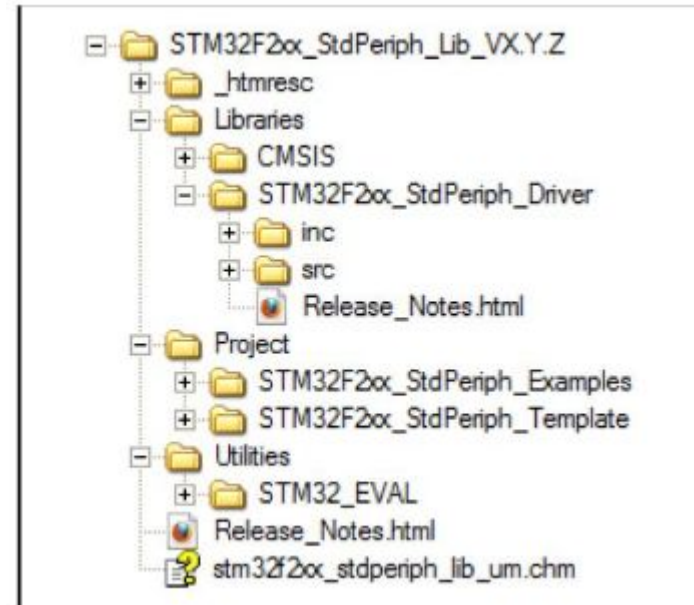 STM32F2xx_StdPeriph_Lib_VX.Y.Z
_htmresc
Libraries
CMSIS
STM32F2xx_StdPeriph_Driver
inc
src
Release_Notes.html
Project
STM32F2xx_StdPeriph_Examples
STM32F2xx_StdPeriph_Template
Utilities
STM32_EVAL
Release_Notes.html
stm32f2xx_stdperiph_lib_um.chm